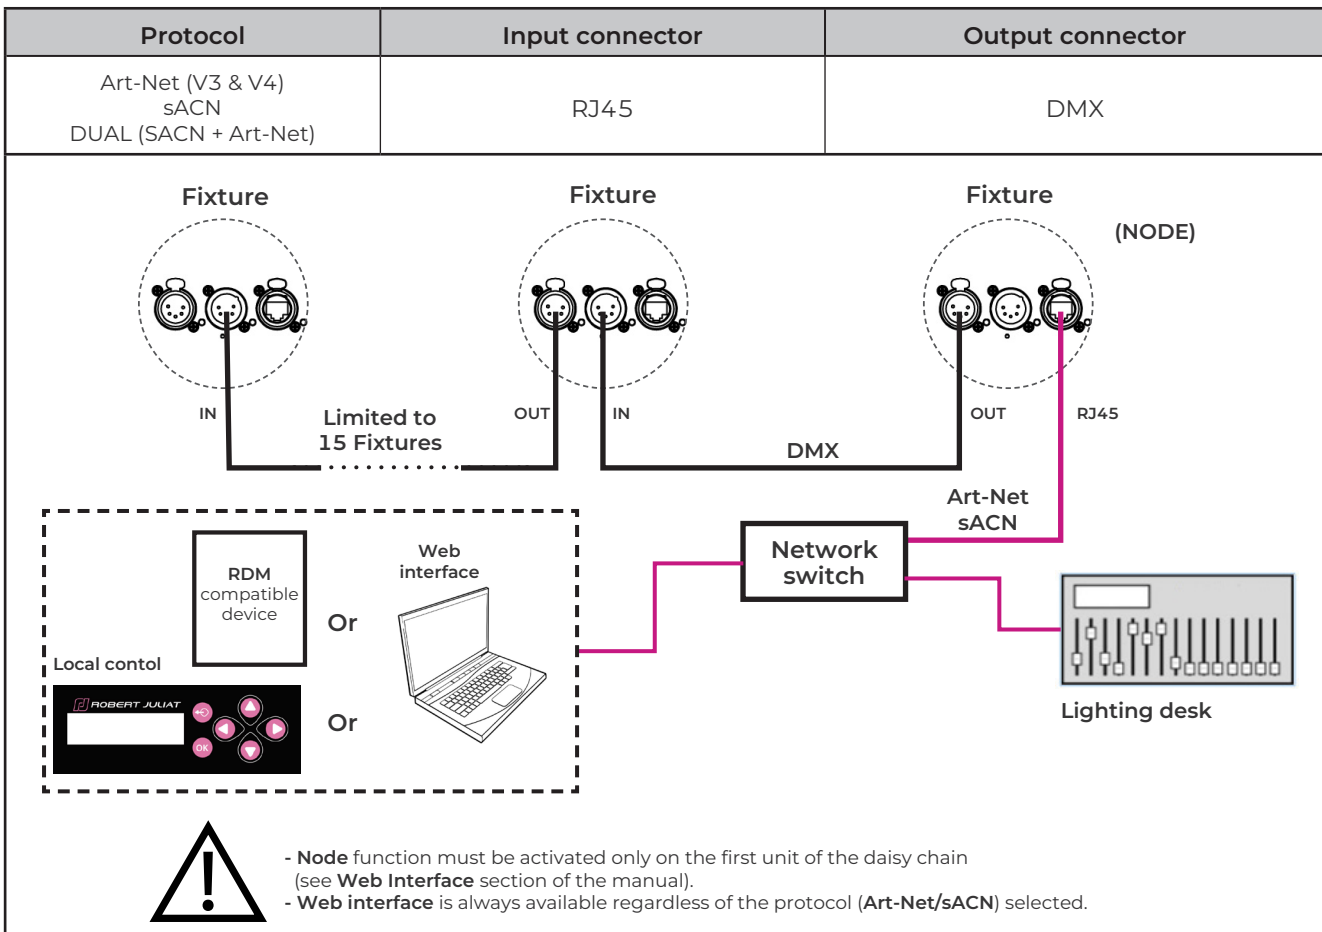 Protocol
Input connector
Output connector
Art-Net (V3 & V4)
sACN
DUAL (SACN + Art-Net)
RJ45
DMX
Fixture
Fixture
Fixture
(NODE)
IN
Limited to
15 Fixtures
OUT
IN
DMX
OUT
RJ45
Art-Net
sACN
Network
switch
RDM
compatible
device
Or
Web
interface
Local contol
ROBERT JULIAT
OK
Or
Lighting desk
- Node function must be activated only on the first unit of the daisy chain
(see Web Interface section of the manual).
- Web interface is always available regardless of the protocol (Art-Net/sACN) selected.